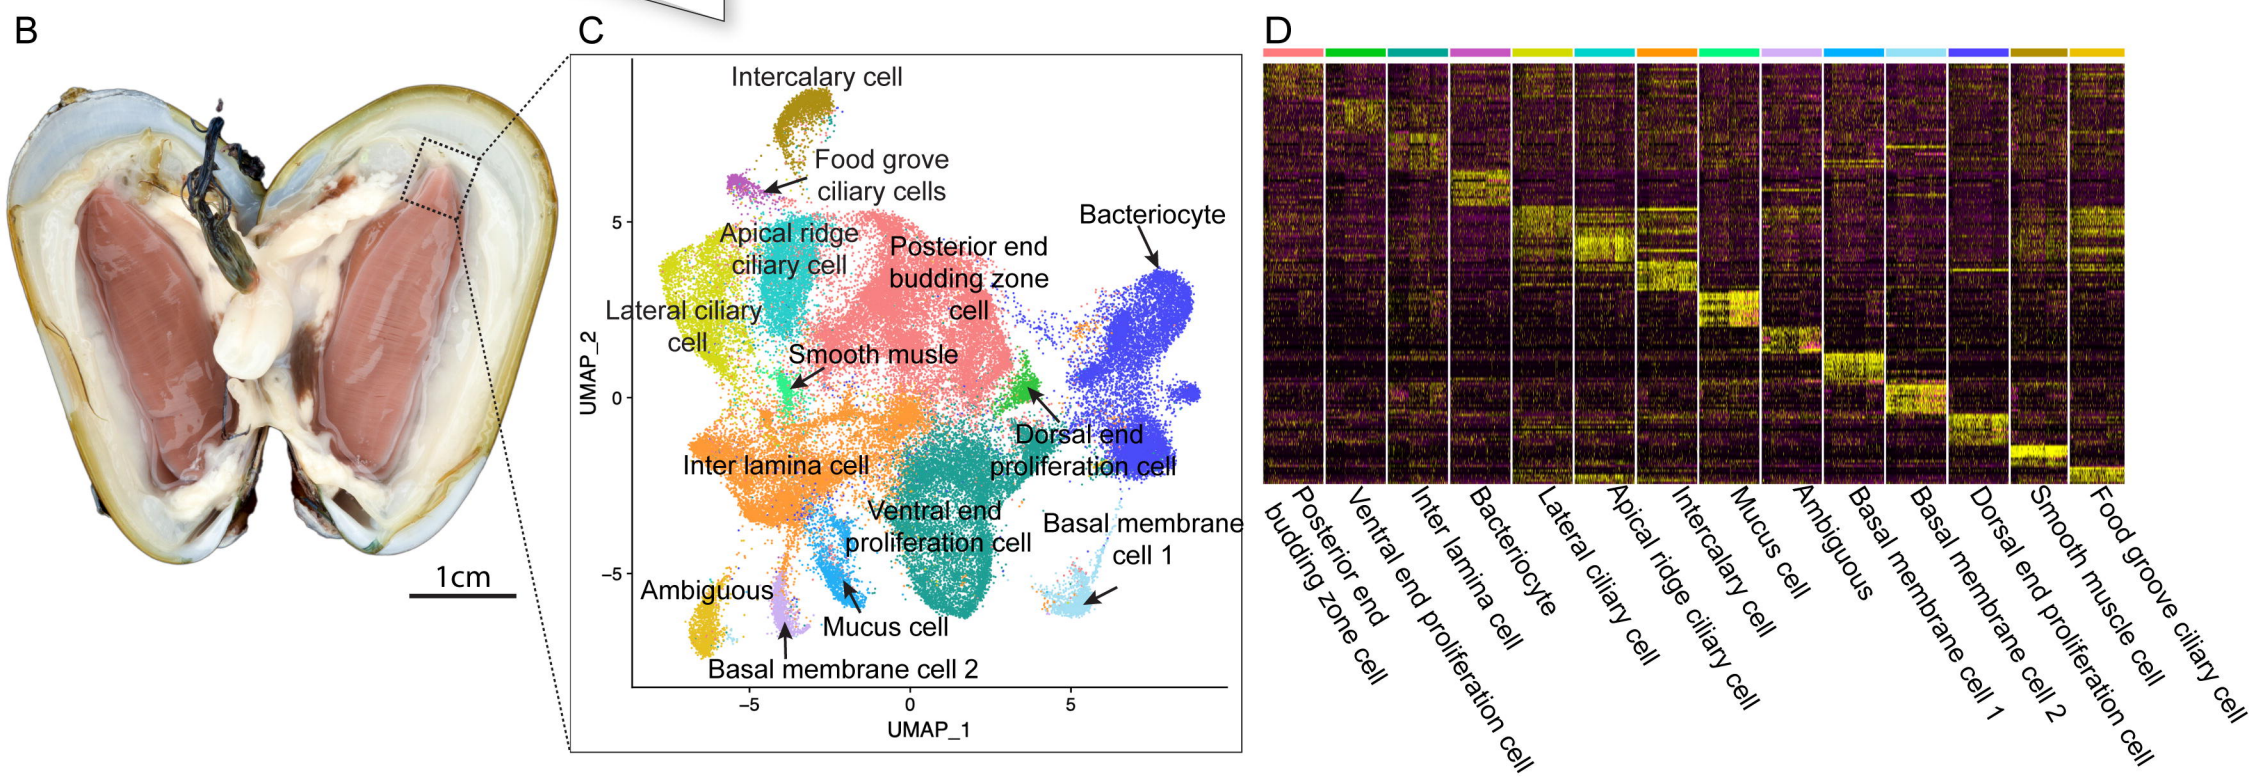 B
C
D
Intercalary cell
Food grove
ciliary cells
Bacteriocyte
Apical ridge
ciliary cell
Posterior end
budding zone
cell
Lateral ciliary
cell
Smooth musle
Dorsal end
proliferation cell
Inter lamina cell
Ventral end
proliferation cell
Basal membrane
cell 1
Ambiguous
Mucus cell
Basal membrane cell 2
5
0
−5
UMAP_2
−5
0
5
UMAP_1
1cm
Posterior end
budding zone cell
Ventral end proliferation cell
Inter lamina cell
Bacteriocyte
Lateral ciliary cell
Apical ridge ciliary cell
Intercalary cell
Mucus cell
Ambiguous
Basal membrane cell 1
Basal membrane cell 2
Dorsal end proliferation cell
Smooth muscle cell
Food grove ciliary cell